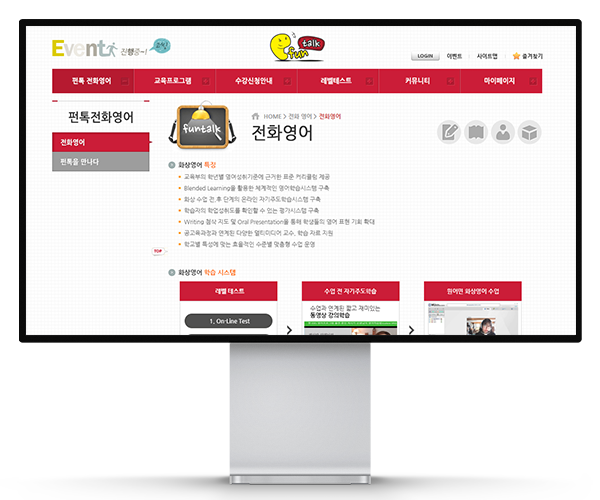 Event 진행중~!
fun talk
LOGIN 이벤트 사이트맵 즐겨찾기
펀톡 전화영어 교육프로그램 수강신청안내 레벨테스트 커뮤니티 마이페이지
펀톡전화영어
전화영어
펀톡을 만나다
TOP
funtalk
HOME > 전화 영어 > 전화영어
전화영어
화상영어 특징
교육부의 학년별 영어성취기준에 근거한 표준 커리큘럼 제공
Blended Learning을 활용한 체계적인 영어학습시스템 구축
화상 수업 전,후 단계의 온라인 자기주도학습시스템 구축
학습자의 학업성취도를 확인할 수 있는 평가시스템 구축
Writing 첨삭 지도 및 Oral Presentation을 통해 학생들의 영어 표현 기회 확대
공교육과정과 연계된 다양한 멀티미디어 교수, 학습 자료 지원
학교별 특성에 맞는 효율적인 수준별 맞춤형 수업 운영
화상영어 학습 시스템
레벨 테스트
1. On-Line Test
수업 전 자기주도학습
수업과 연계된 짧고 재미있는
동영상 강의학습
원어민 화상영어 수업